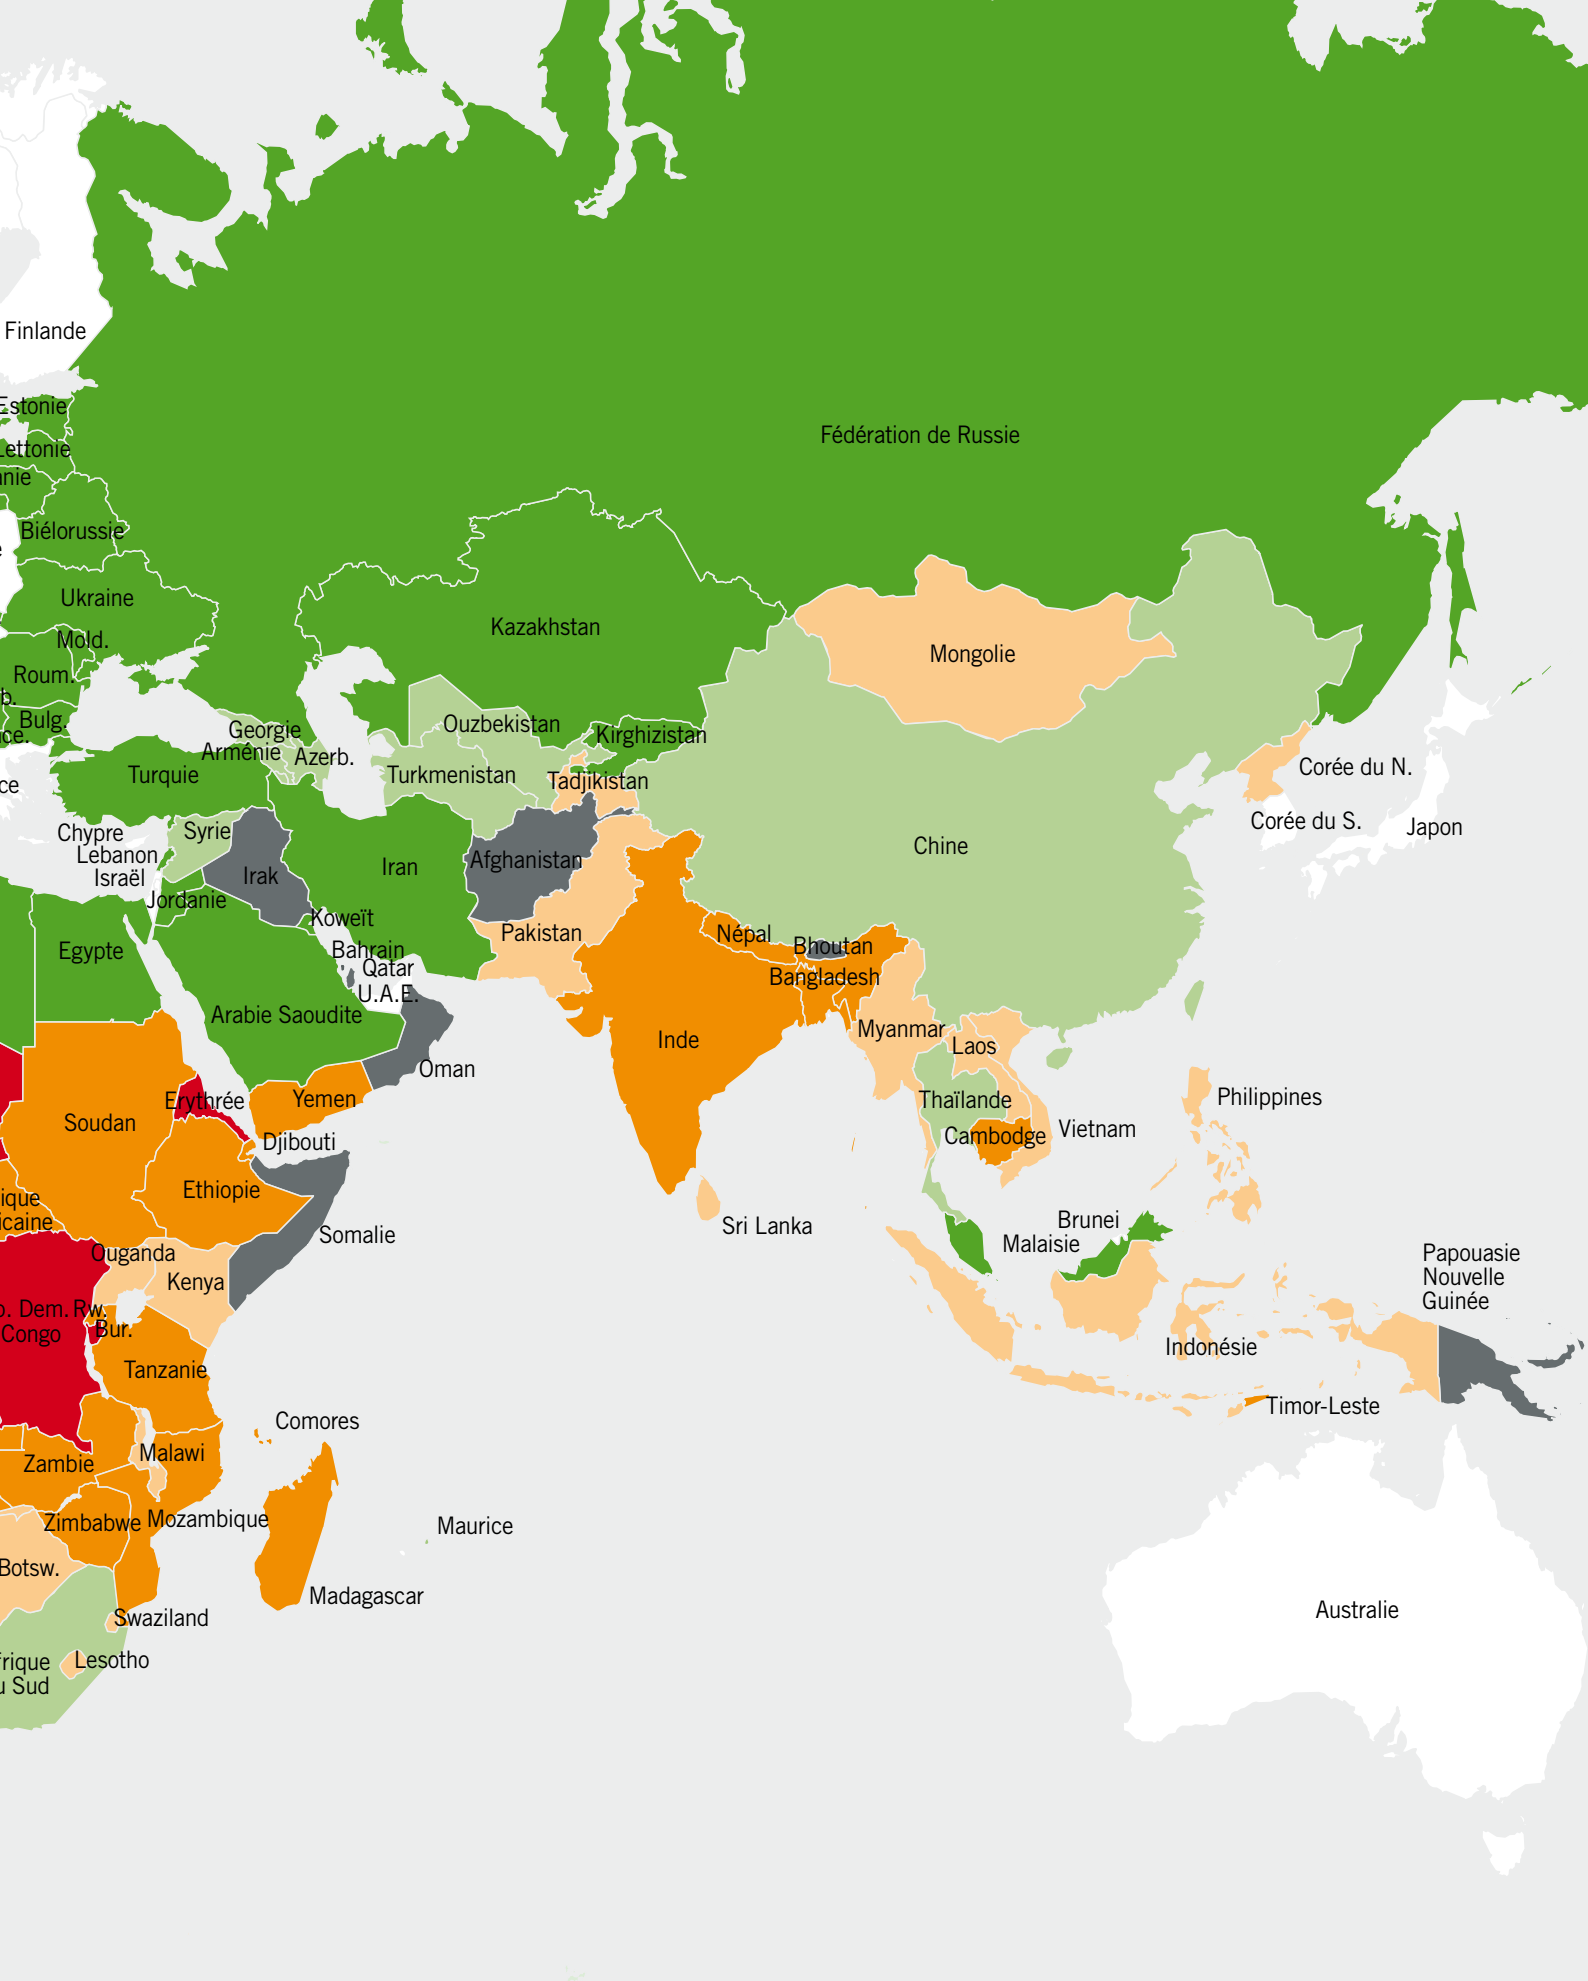 Finlande
Estonie
Lettonie
Biélorussie
Ukraine
Mold.
Roum.
Bulg.
Fédération de Russie
Kazakhstan
Mongolie
Georgie
Arménie
Azerb.
Ouzbekistan
Kirghizistan
Turquie
Turkmenistan
Tadjikistan
Corée du N.
Corée du S.
Japon
Chypre
Lebanon
Israël
Syrie
Jordanie
Irak
Iran
Afghanistan
Chine
Koweït
Bahrain
Qatar
U.A.E.
Egypte
Arabie Saoudite
Pakistan
Népal
Bhoutan
Bangladesh
Inde
Myanmar
Laos
Oman
Yemen
Erythrée
Soudan
Djibouti
Ethiopie
Somalie
Thaïlande
Cambodge
Vietnam
Philippines
Sri Lanka
Brunei
Malaisie
Indonésie
Papouasie
Nouvelle
Guinée
Timor-Leste
Ouganda
Kenya
Dem. Rw.
Congo
Bur.
Tanzanie
Comores
Malawi
Zambie
Zimbabwe
Mozambique
Maurice
Madagascar
Botsw.
Swaziland
Lesotho
Sud
Australie